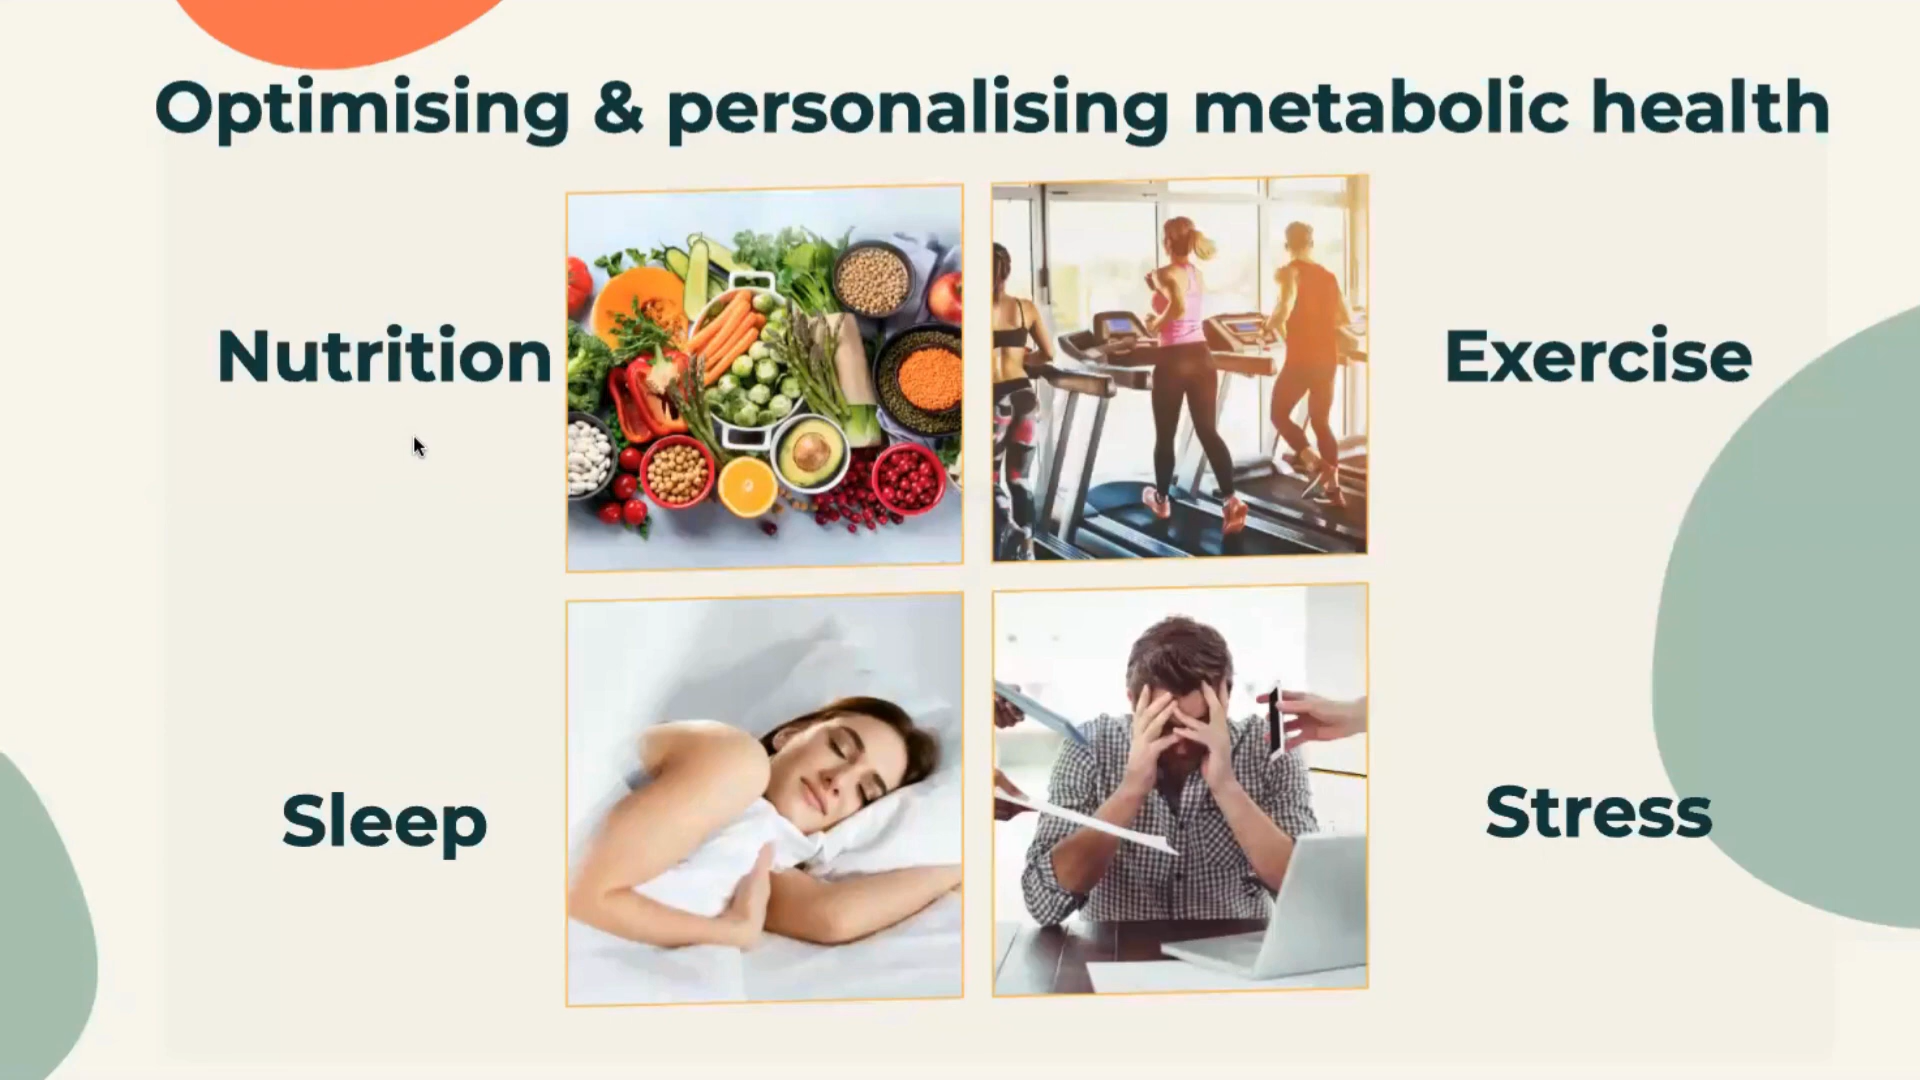 Optimising & personalising metabolic health
Nutrition
Exercise
Sleep
Stress